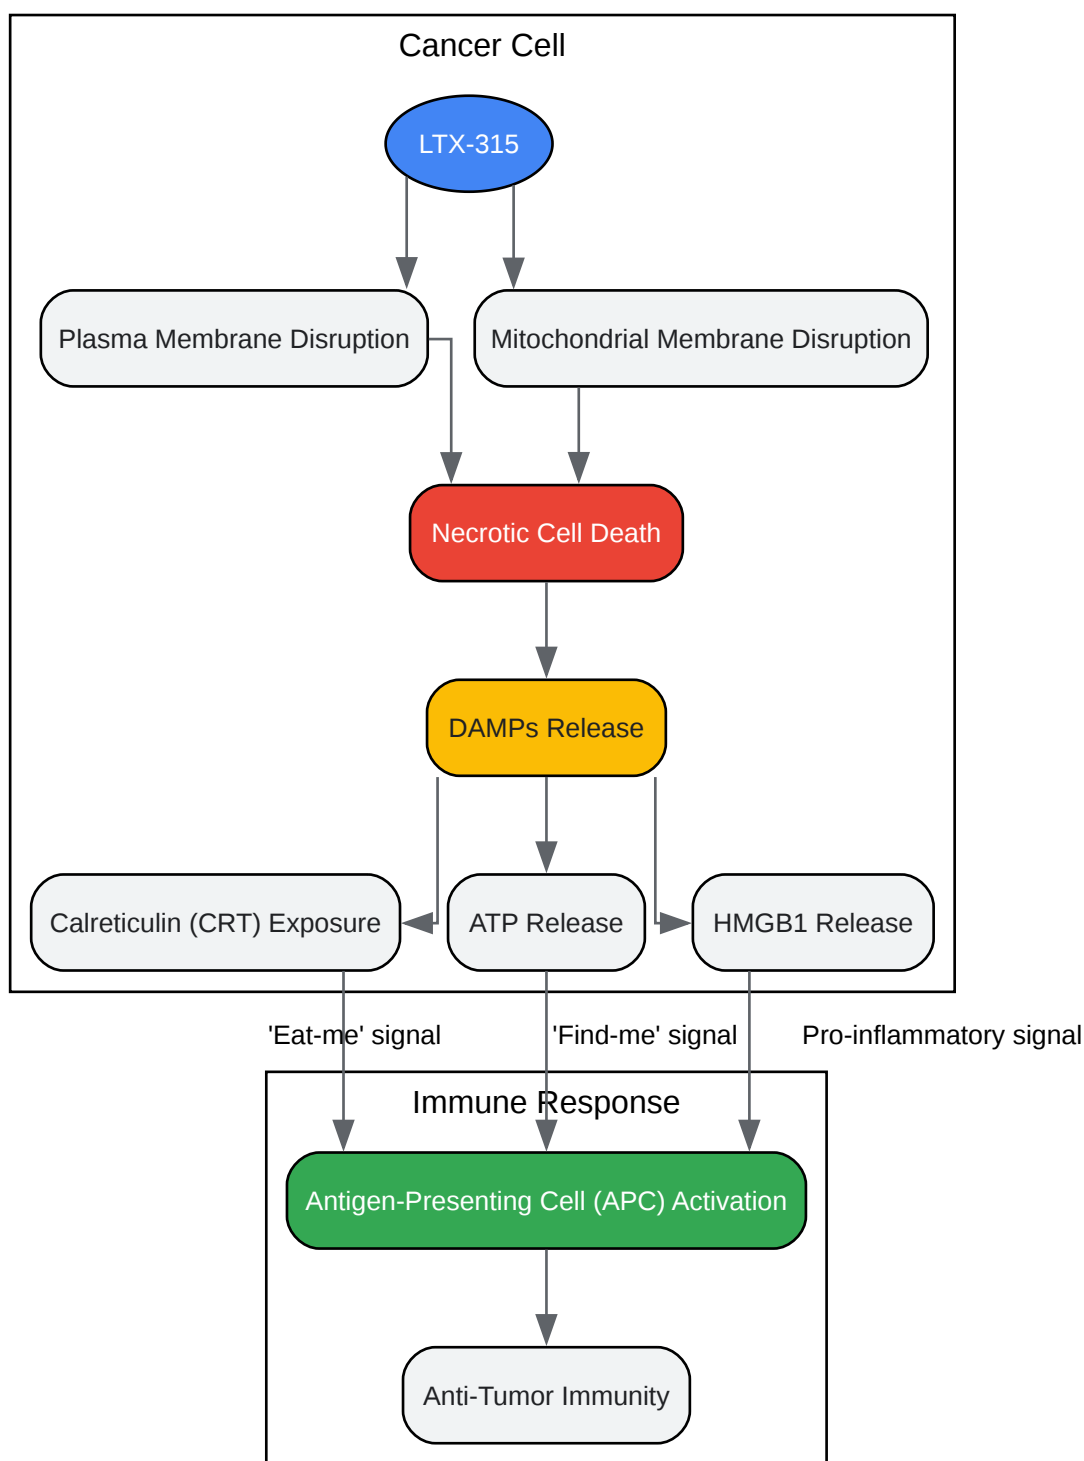 Cancer Cell
LTX-315
Plasma Membrane Disruption
Mitochondrial Membrane Disruption
Necrotic Cell Death
DAMPs Release
Calreticulin (CRT) Exposure
ATP Release
HMGB1 Release
'Eat-me' signal
'Find-me' signal
Pro-inflammatory signal
Immune Response
Antigen-Presenting Cell (APC) Activation
Anti-Tumor Immunity